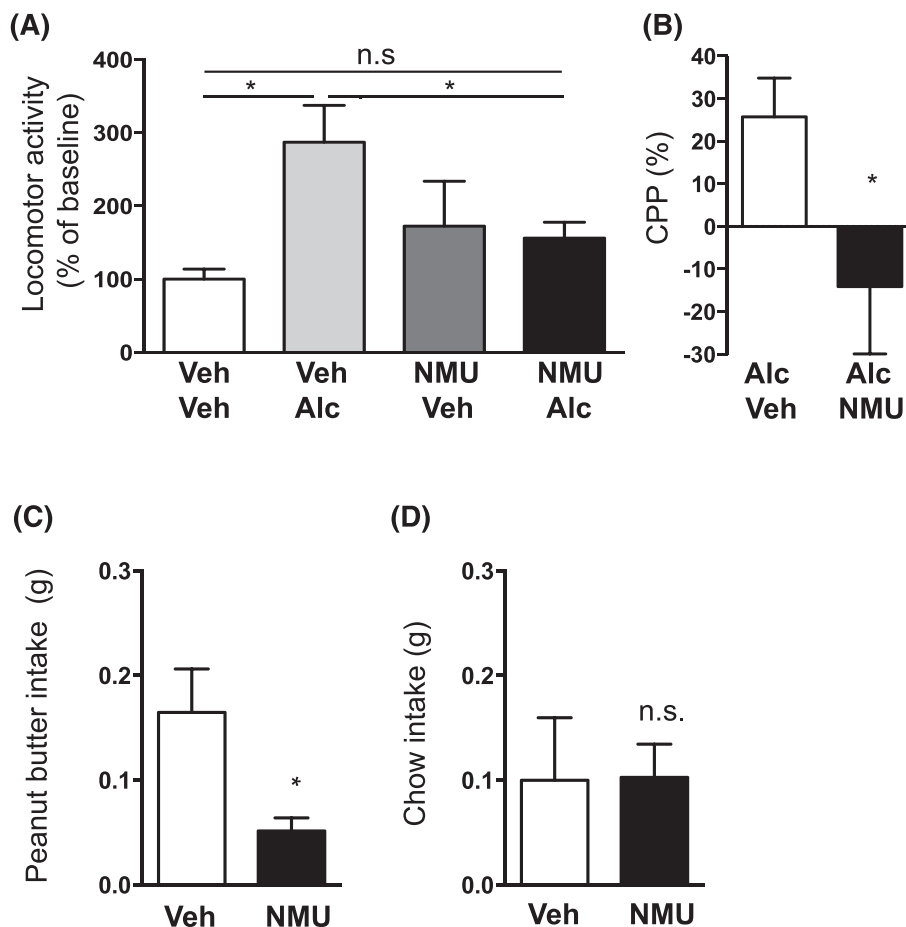 (A)
Locomotor activity
(% of baseline)
400
300
200
100
0
n.s
* *
Veh Veh NMU NMU
Veh Alc Veh Alc
(B)
CPP (%)
40
30
20
10
0
-10
-20
-30
*
Alc Alc
Veh NMU
(C)
Peanut butter intake (g)
0.3
0.2
0.1
0.0
*
Veh NMU
(D)
Chow intake (g)
0.3
0.2
0.1
0.0
n.s.
Veh NMU